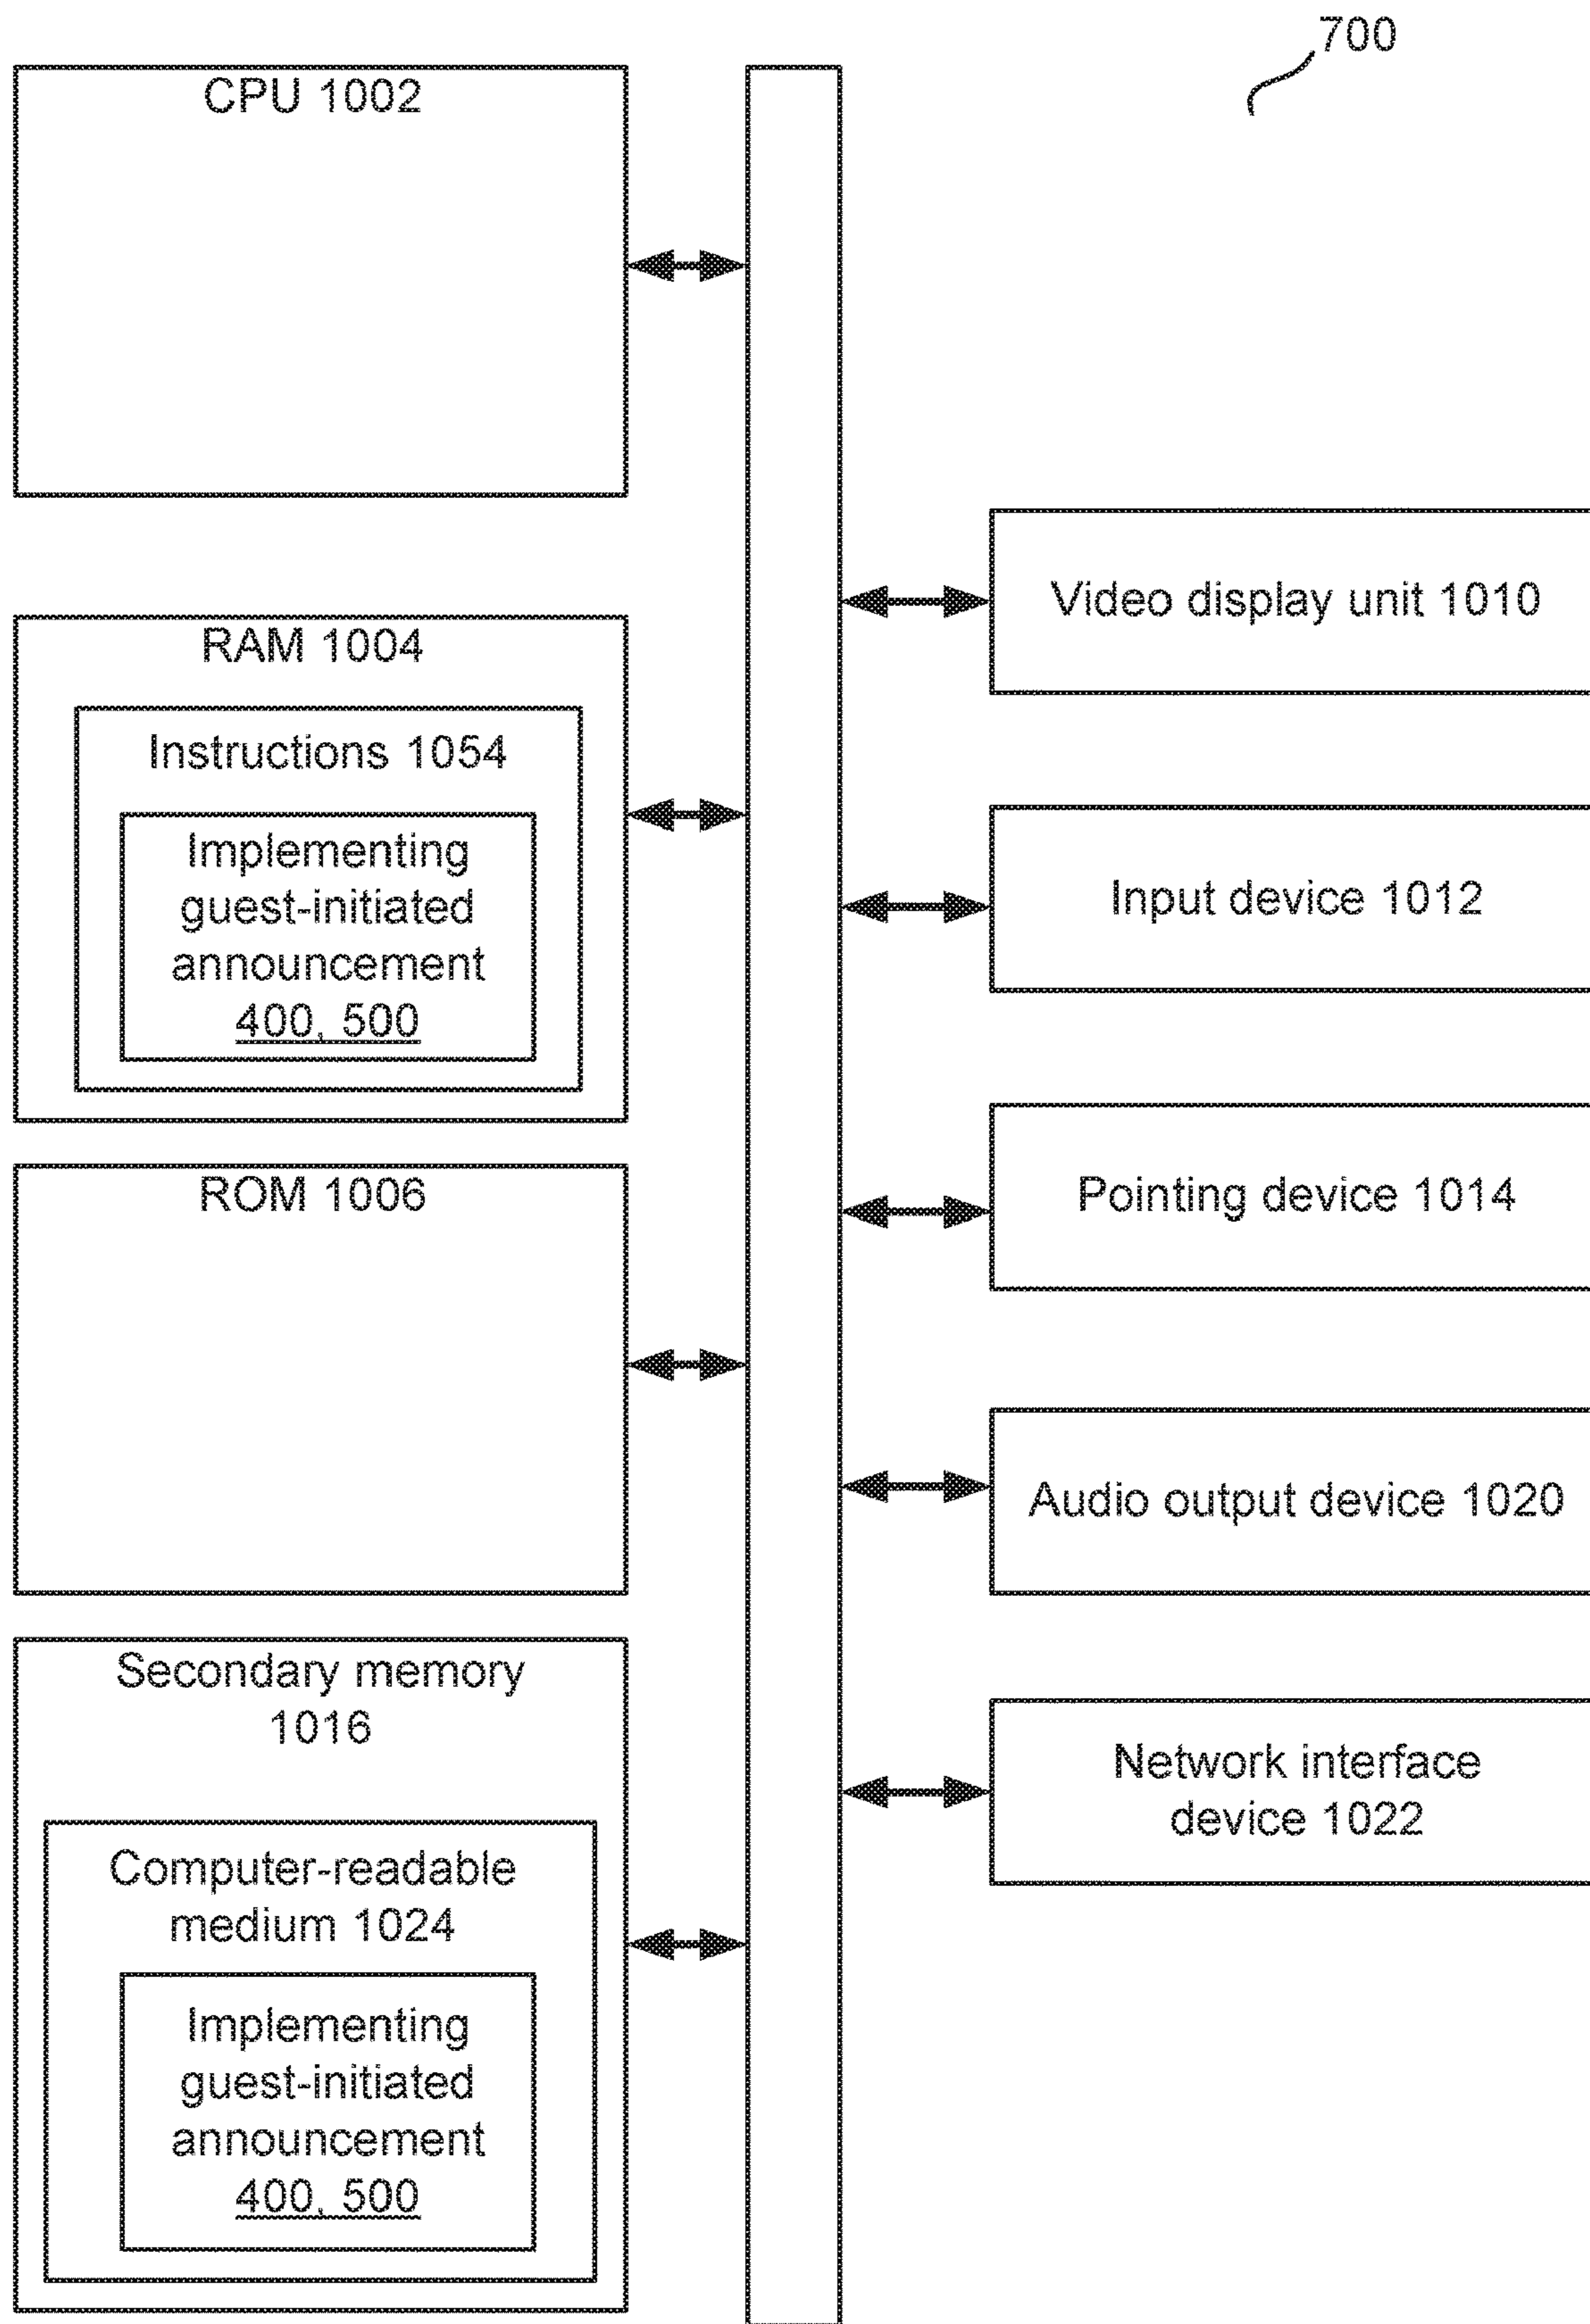 700
CPU 1002
RAM 1004
Instructions 1054
Implementing
guest-initiated
announcement
400, 500
ROM 1006
Secondary memory
1016
Computer-readable
medium 1024
Implementing
guest-initiated
announcement
400, 500
Video display unit 1010
Input device 1012
Pointing device 1014
Audio output device 1020
Network interface
device 1022